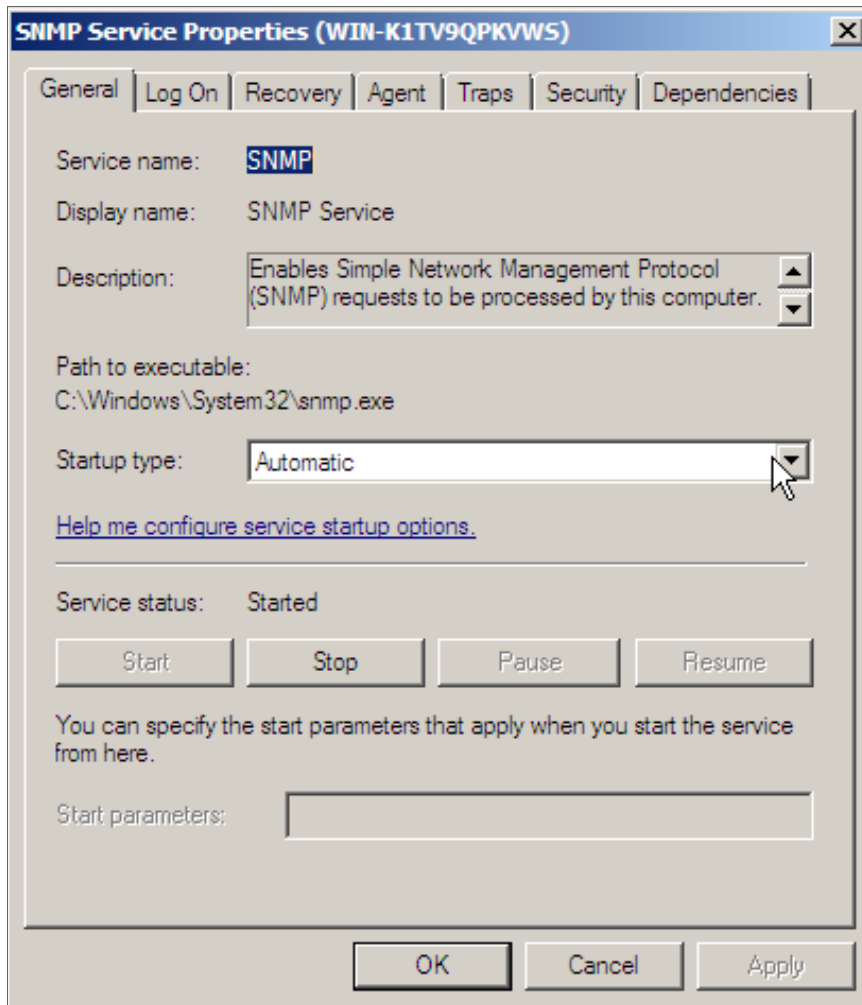 SNMP Service Properties (WIN-K1TV9QPKVWS)
General Log On Recovery Agent Traps Security Dependencies
Service name: SNMP
Display name: SNMP Service
Description: Enables Simple Network Management Protocol
(SNMP) requests to be processed by this computer.
Path to executable:
C:\Windows\System32\snmp.exe
Startup type: Automatic
Help me configure service startup options.
Service status: Started
Start Stop Pause Resume
You can specify the start parameters that apply when you start the service
from here.
Start parameters:
OK Cancel Apply